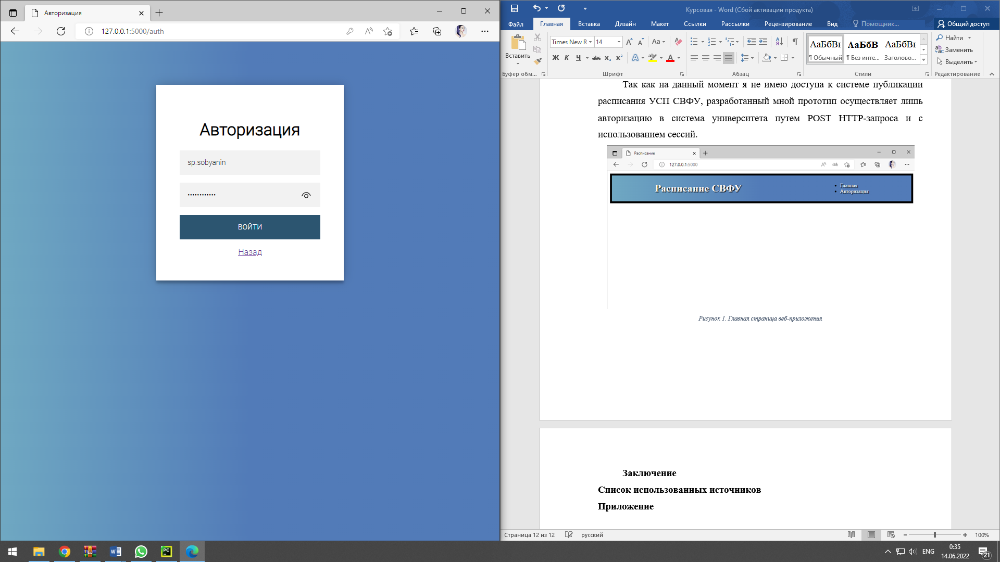 Авторизация
127.0.0.1:5000/auth
Авторизация
sp.sobyanin
••••••••••••
ВОЙТИ
Назад
Курсовая - Word (Сбой активации продукта)
Файл Главная Вставка Дизайн Макет Ссылки Рассылки Рецензирование Вид Помощник... Общий доступ
Вставить
Times New R 14
Aa
Ж К Ч abc x₂ x²
АаБбВв АаБбВ АаБбВв
¶ Обычный ¶ Без инте... Заголово...
Найти
Заменить
Выделить
Буфер обм... Шрифт Абзац Стили Редактирование
Так как на данный момент я не имею доступа к системе публикации
расписания УСП СВФУ, разработанный мной прототип осуществляет лишь
авторизацию в система университета путем POST HTTP-запроса и с
использованием сессий.
Расписание
127.0.0.1:5000
Расписание СВФУ
Главная
Авторизация
Рисунок 1. Главная страница веб-приложения
Заключение
Список использованных источников
Приложение
Страница 12 из 12 русский 100%
ENG
0:35
14.06.2022
21